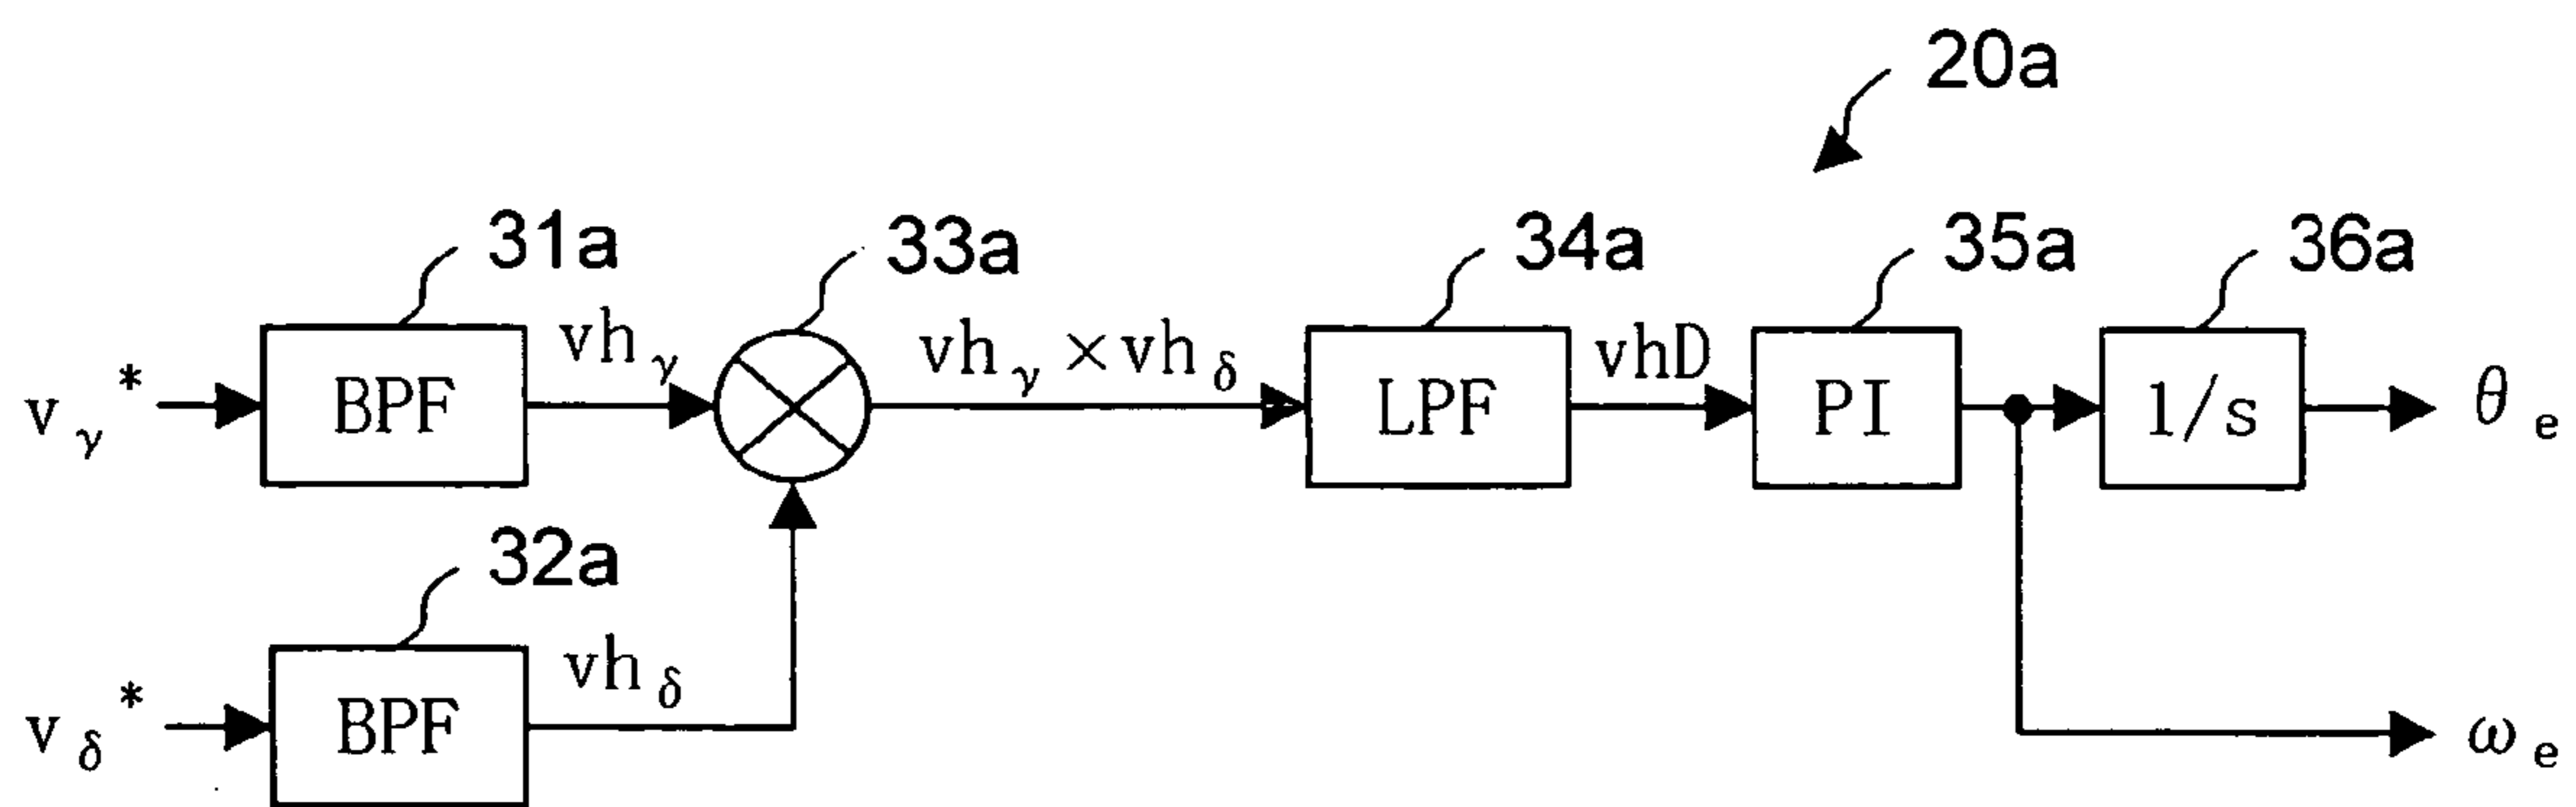 20a
31a
33a
34a
35a
36a
vhγ
vhγ×vhδ
vhD
vγ*
BPF
LPF
PI
1/s
θe
32a
vhδ
vδ*
BPF
ωe